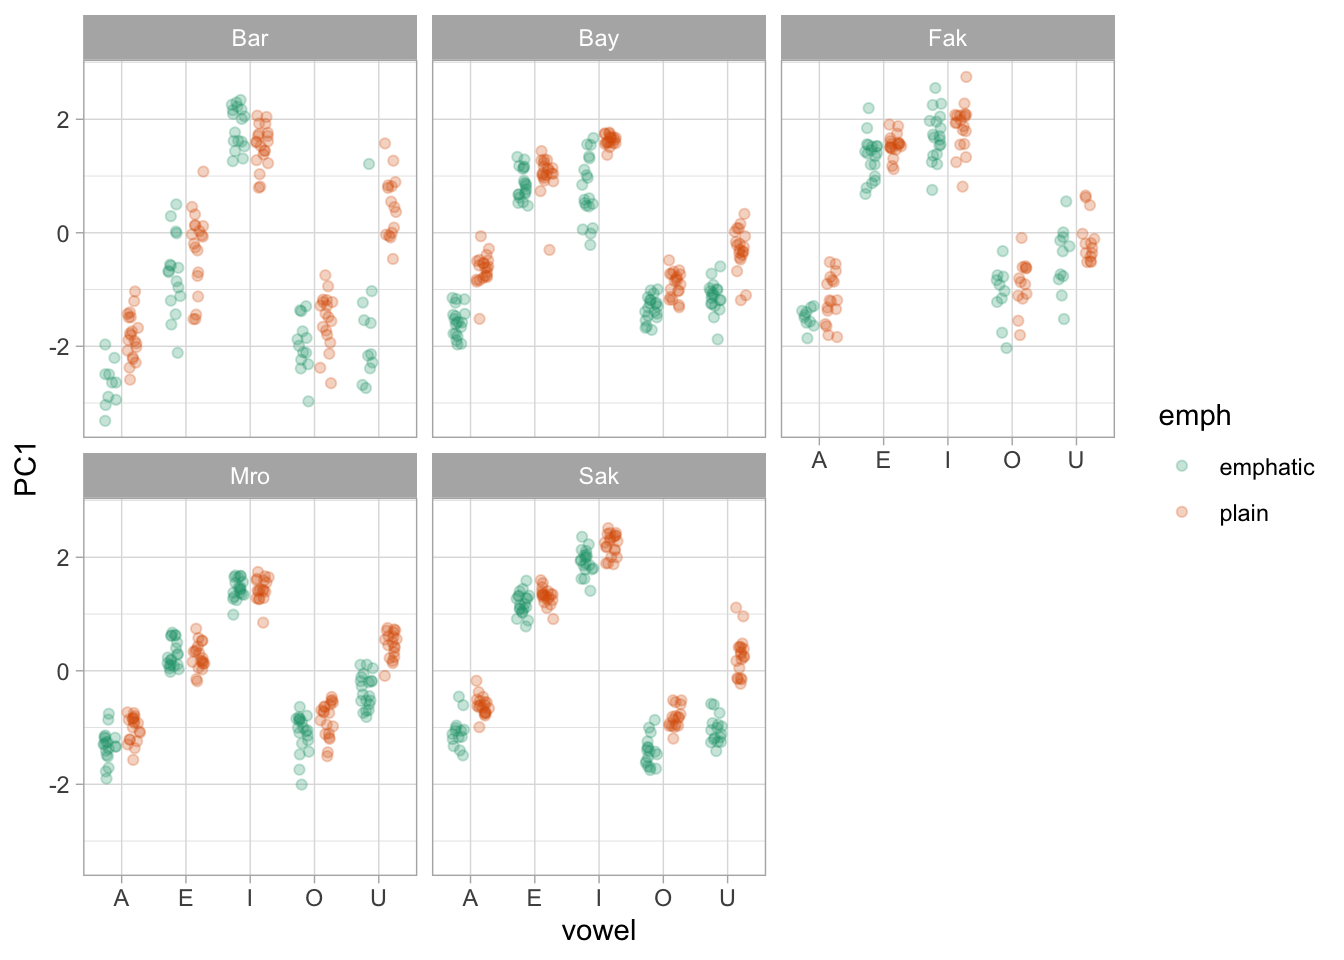 Bar
Bay
Fak
2
0
-2
A E I O U
Mro
Sak
2
0
-2
A E I O U
A E I O U
vowel
PC1
emph
emphatic
plain